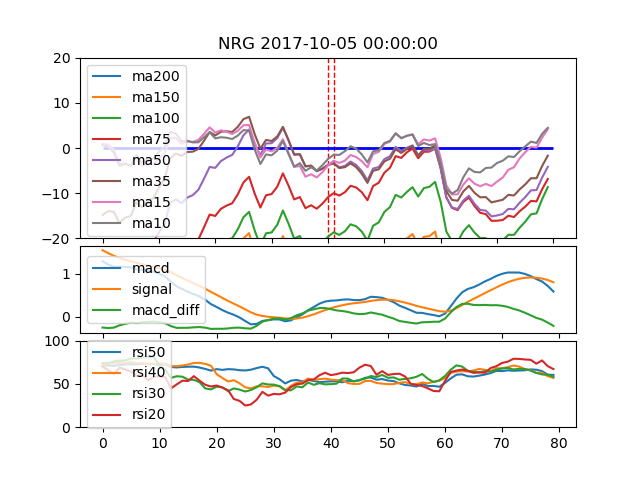 NRG 2017-10-05 00:00:00
20
10
0
−10
−20
ma200
ma150
ma100
ma75
ma50
ma35
ma15
ma10
1
0
macd
signal
macd_diff
100
50
0
rsi50
rsi40
rsi30
rsi20
0 10 20 30 40 50 60 70 80